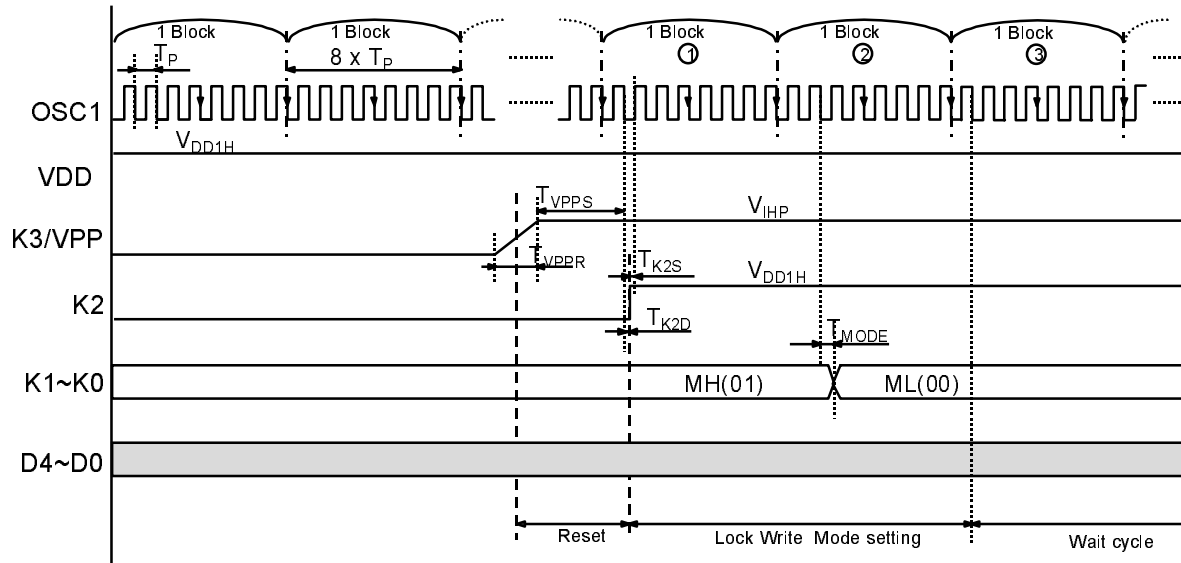 1 Block 1 Block 1 Block 1 Block 1 Block
TP 8 x TP ........ 1 2 3 ......
OSC1 ........ ......
VDD1H
VDD
TVPPS VIHP
K3/VPP
TVPPR TK2S VDD1H
K2
TK2D TMODE
K1~K0 MH(01) ML(00)
D4~D0
Reset Lock Write Mode setting Wait cycle